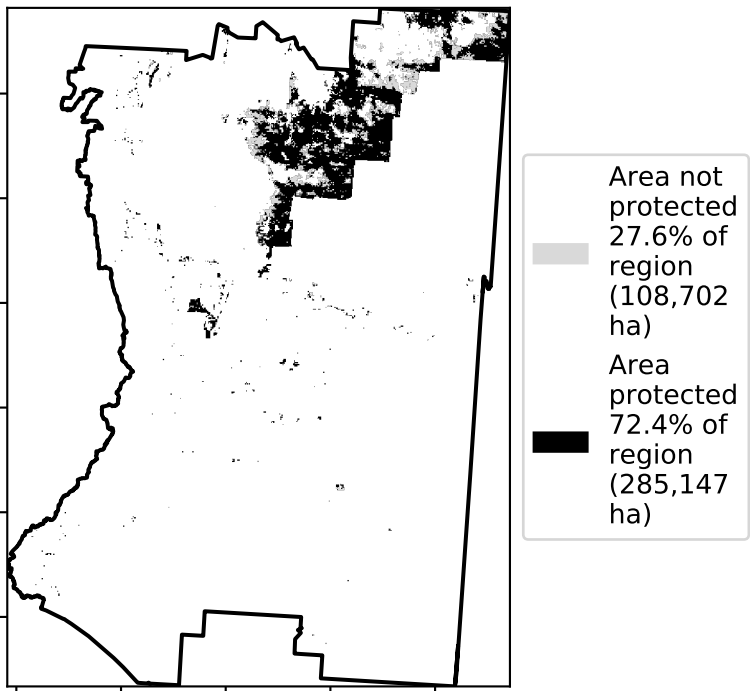 Area not
protected
27.6% of
region
(108,702
ha)
Area
protected
72.4% of
region
(285,147
ha)